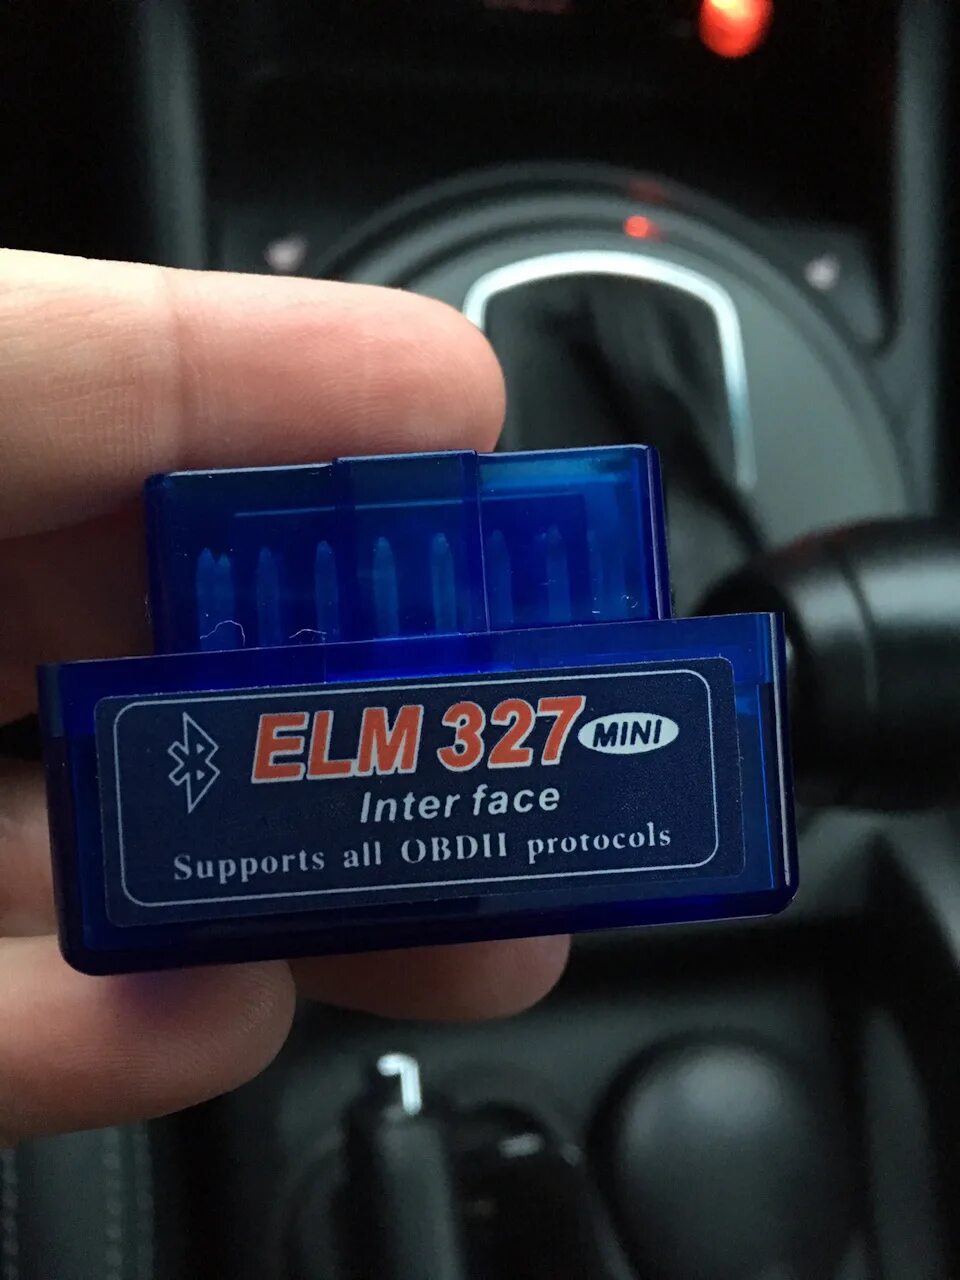 ELM 327 MINI
Inter face
Supports all OBDII protocols